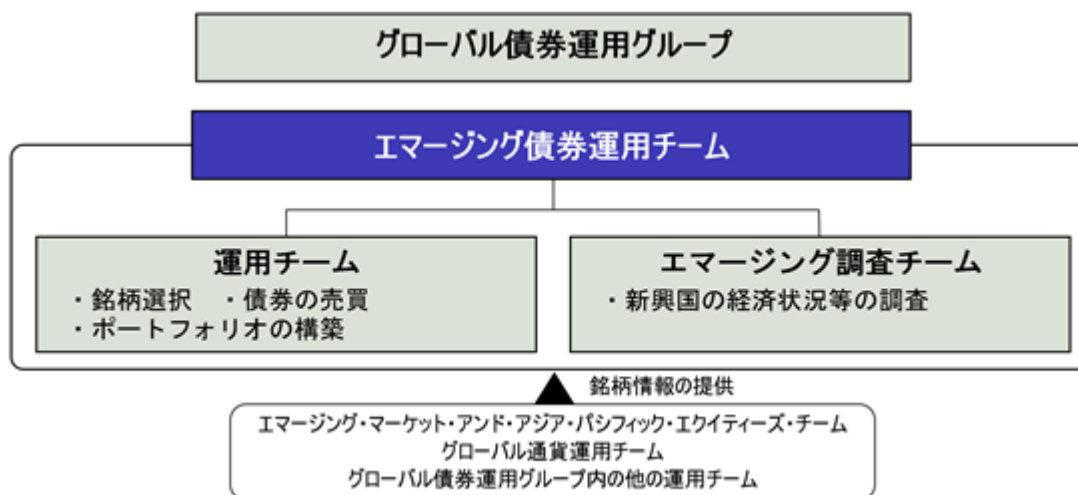 グローバル債券運用グループ
エマージング債券運用チーム
運用チーム
・銘柄選択　・債券の売買
・ポートフォリオの構築
エマージング調査チーム
・新興国の経済状況等の調査
銘柄情報の提供
エマージング・マーケット・アンド・アジア・パシフィック・エクイティーズ・チーム
グローバル通貨運用チーム
グローバル債券運用グループ内の他の運用チーム